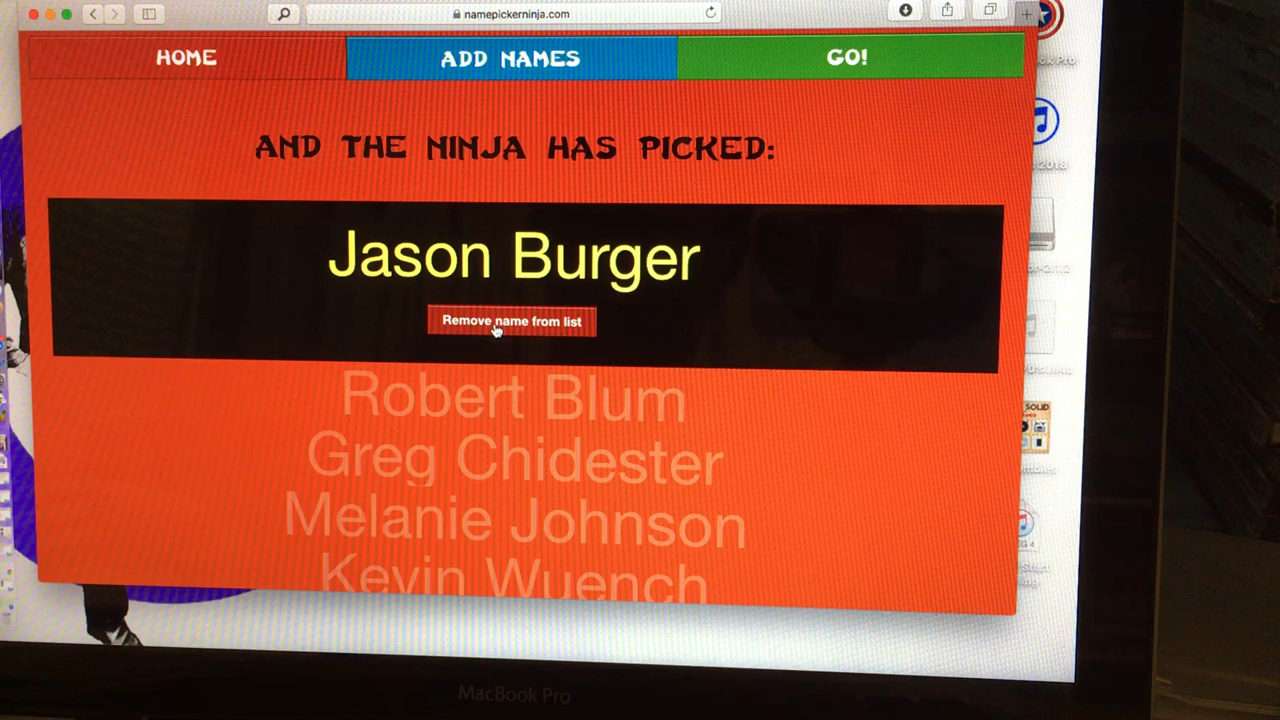 namepickerninja.com
HOME
ADD NAMES
GO!
AND THE NINJA HAS PICKED:
Jason Burger
Remove name from list
Robert Blum
Greg Chidester
Melanie Johnson
Kevin Wuench
SOLID
MacBook Pro